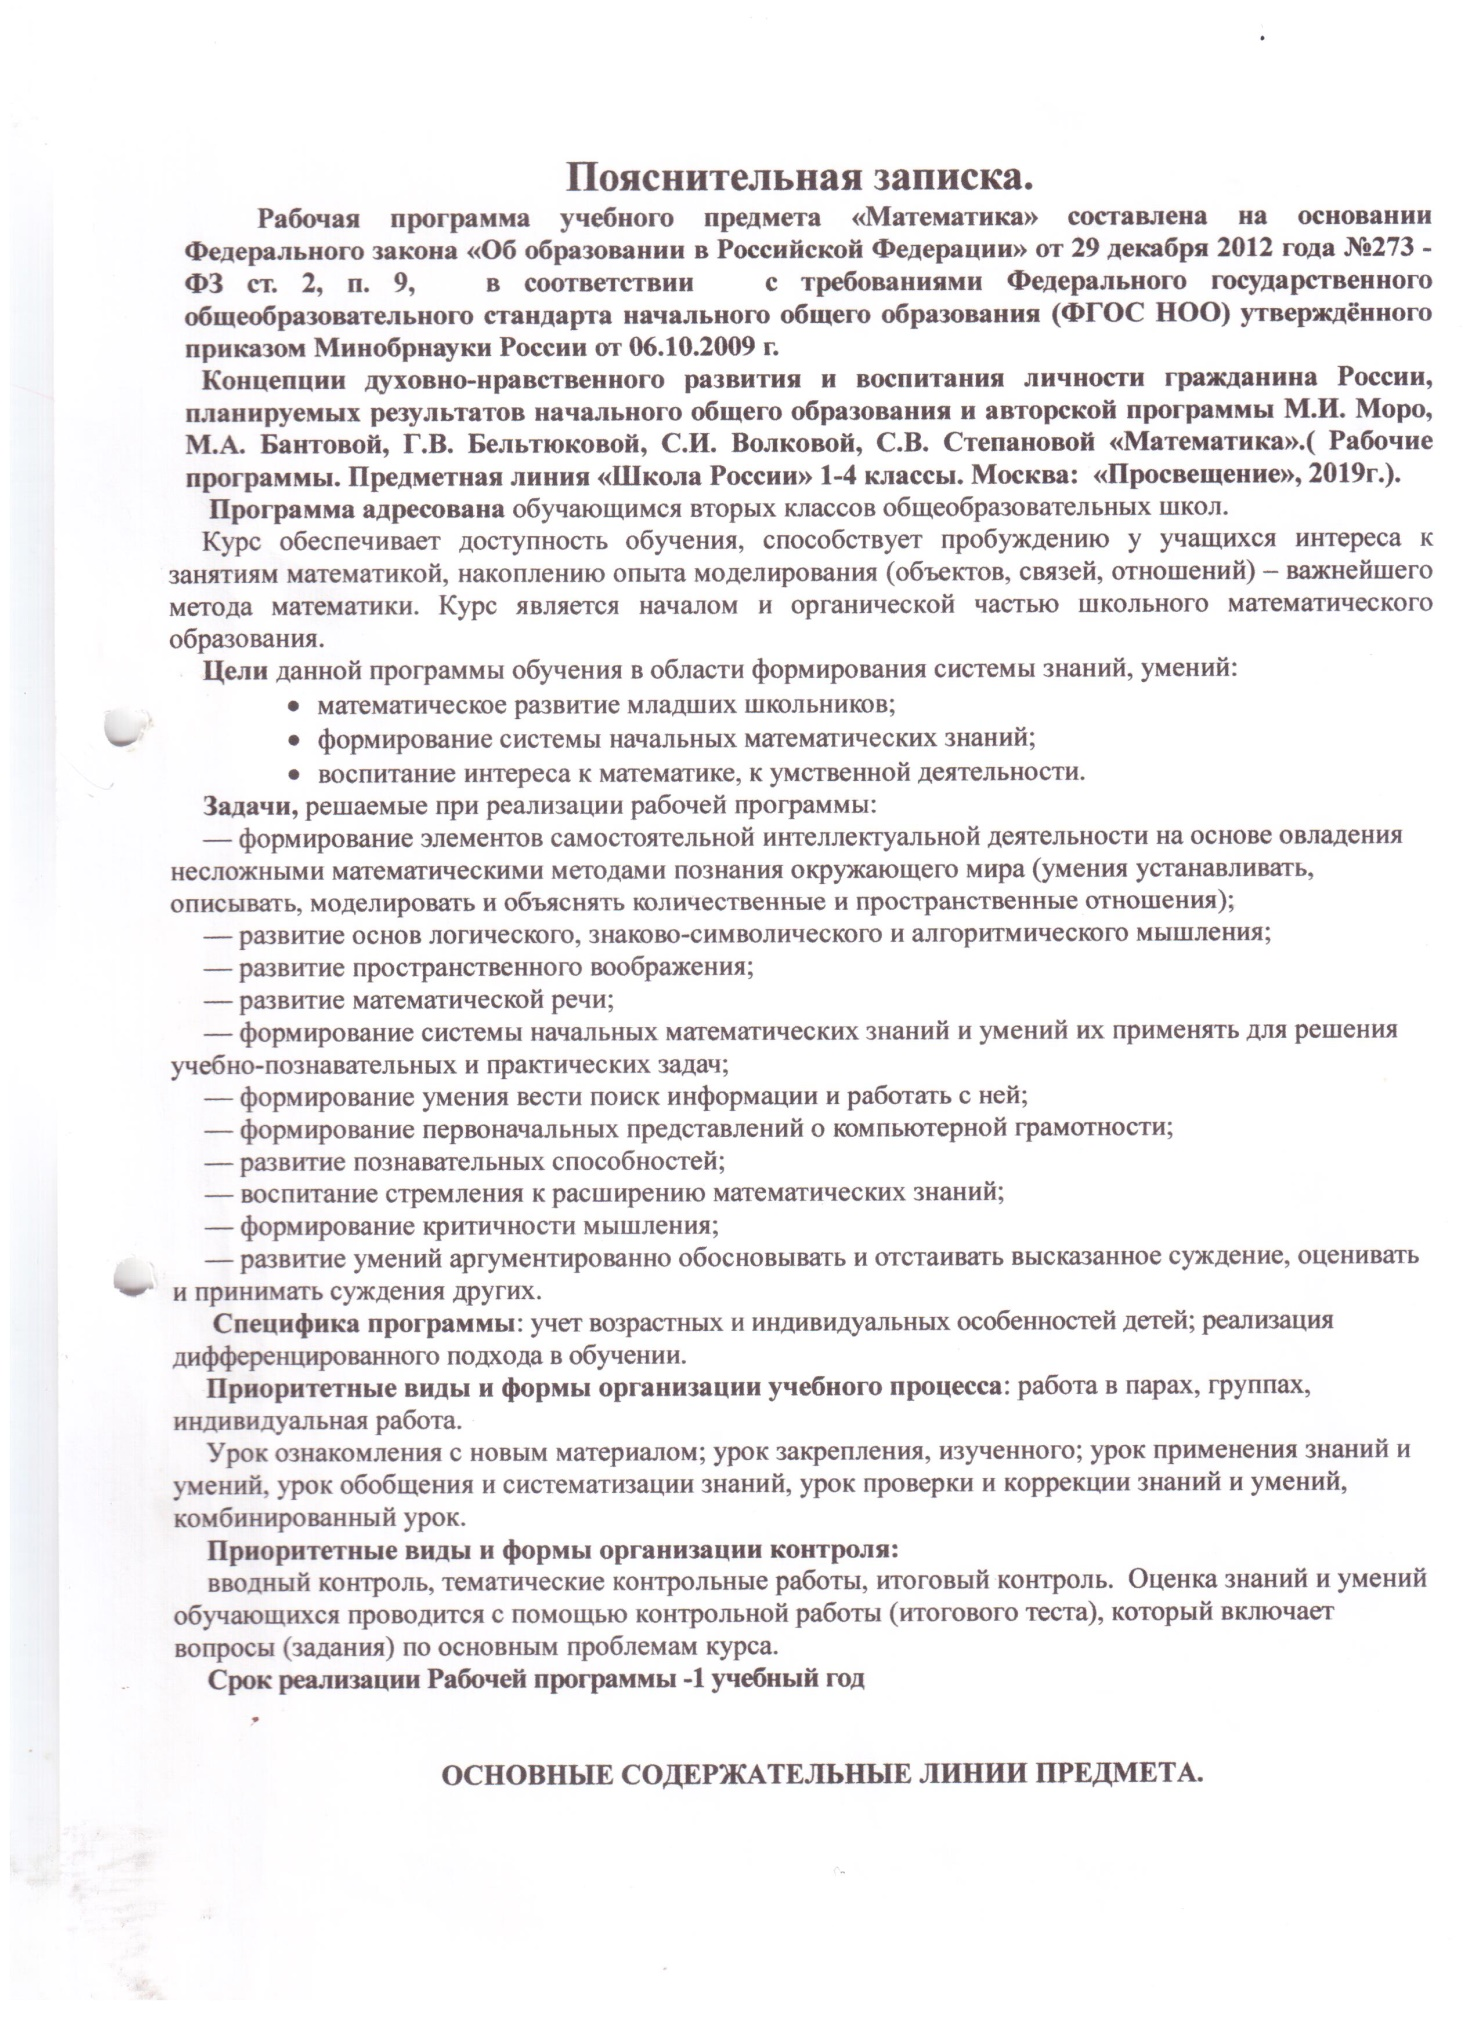 Пояснительная записка.
Рабочая программа учебного предмета «Математика» составлена на основании
Федерального закона «Об образовании в Российской Федерации» от 29 декабря 2012 года №273 -
ФЗ ст. 2, п. 9, в соответствии с требованиями Федерального государственного
общеобразовательного стандарта начального общего образования (ФГОС НОО) утверждённого
приказом Минобрнауки России от 06.10.2009 г.
Концепции духовно-нравственного развития и воспитания личности гражданина России,
планируемых результатов начального общего образования и авторской программы М.И. Моро,
М.А. Бантовой, Г.В. Бельтюковой, С.И. Волковой, С.В. Степановой «Математика».( Рабочие
программы. Предметная линия «Школа России» 1-4 классы. Москва: «Просвещение», 2019г.).
Программа адресована обучающимся вторых классов общеобразовательных школ.
Курс обеспечивает доступность обучения, способствует пробуждению у учащихся интереса к
занятиям математикой, накоплению опыта моделирования (объектов, связей, отношений) – важнейшего
метода математики. Курс является началом и органической частью школьного математического
образования.
Цели данной программы обучения в области формирования системы знаний, умений:
• математическое развитие младших школьников;
• формирование системы начальных математических знаний;
• воспитание интереса к математике, к умственной деятельности.
Задачи, решаемые при реализации рабочей программы:
— формирование элементов самостоятельной интеллектуальной деятельности на основе овладения
несложными математическими методами познания окружающего мира (умения устанавливать,
описывать, моделировать и объяснять количественные и пространственные отношения);
— развитие основ логического, знаково-символического и алгоритмического мышления;
— развитие пространственного воображения;
— развитие математической речи;
— формирование системы начальных математических знаний и умений их применять для решения
учебно-познавательных и практических задач;
— формирование умения вести поиск информации и работать с ней;
— формирование первоначальных представлений о компьютерной грамотности;
— развитие познавательных способностей;
— воспитание стремления к расширению математических знаний;
— формирование критичности мышления;
— развитие умений аргументированно обосновывать и отстаивать высказанное суждение, оценивать
и принимать суждения других.
Специфика программы: учет возрастных и индивидуальных особенностей детей; реализация
дифференцированного подхода в обучении.
Приоритетные виды и формы организации учебного процесса: работа в парах, группах,
индивидуальная работа.
Урок ознакомления с новым материалом; урок закрепления, изученного; урок применения знаний и
умений, урок обобщения и систематизации знаний, урок проверки и коррекции знаний и умений,
комбинированный урок.
Приоритетные виды и формы организации контроля:
вводный контроль, тематические контрольные работы, итоговый контроль. Оценка знаний и умений
обучающихся проводится с помощью контрольной работы (итогового теста), который включает
вопросы (задания) по основным проблемам курса.
Срок реализации Рабочей программы -1 учебный год
ОСНОВНЫЕ СОДЕРЖАТЕЛЬНЫЕ ЛИНИИ ПРЕДМЕТА.